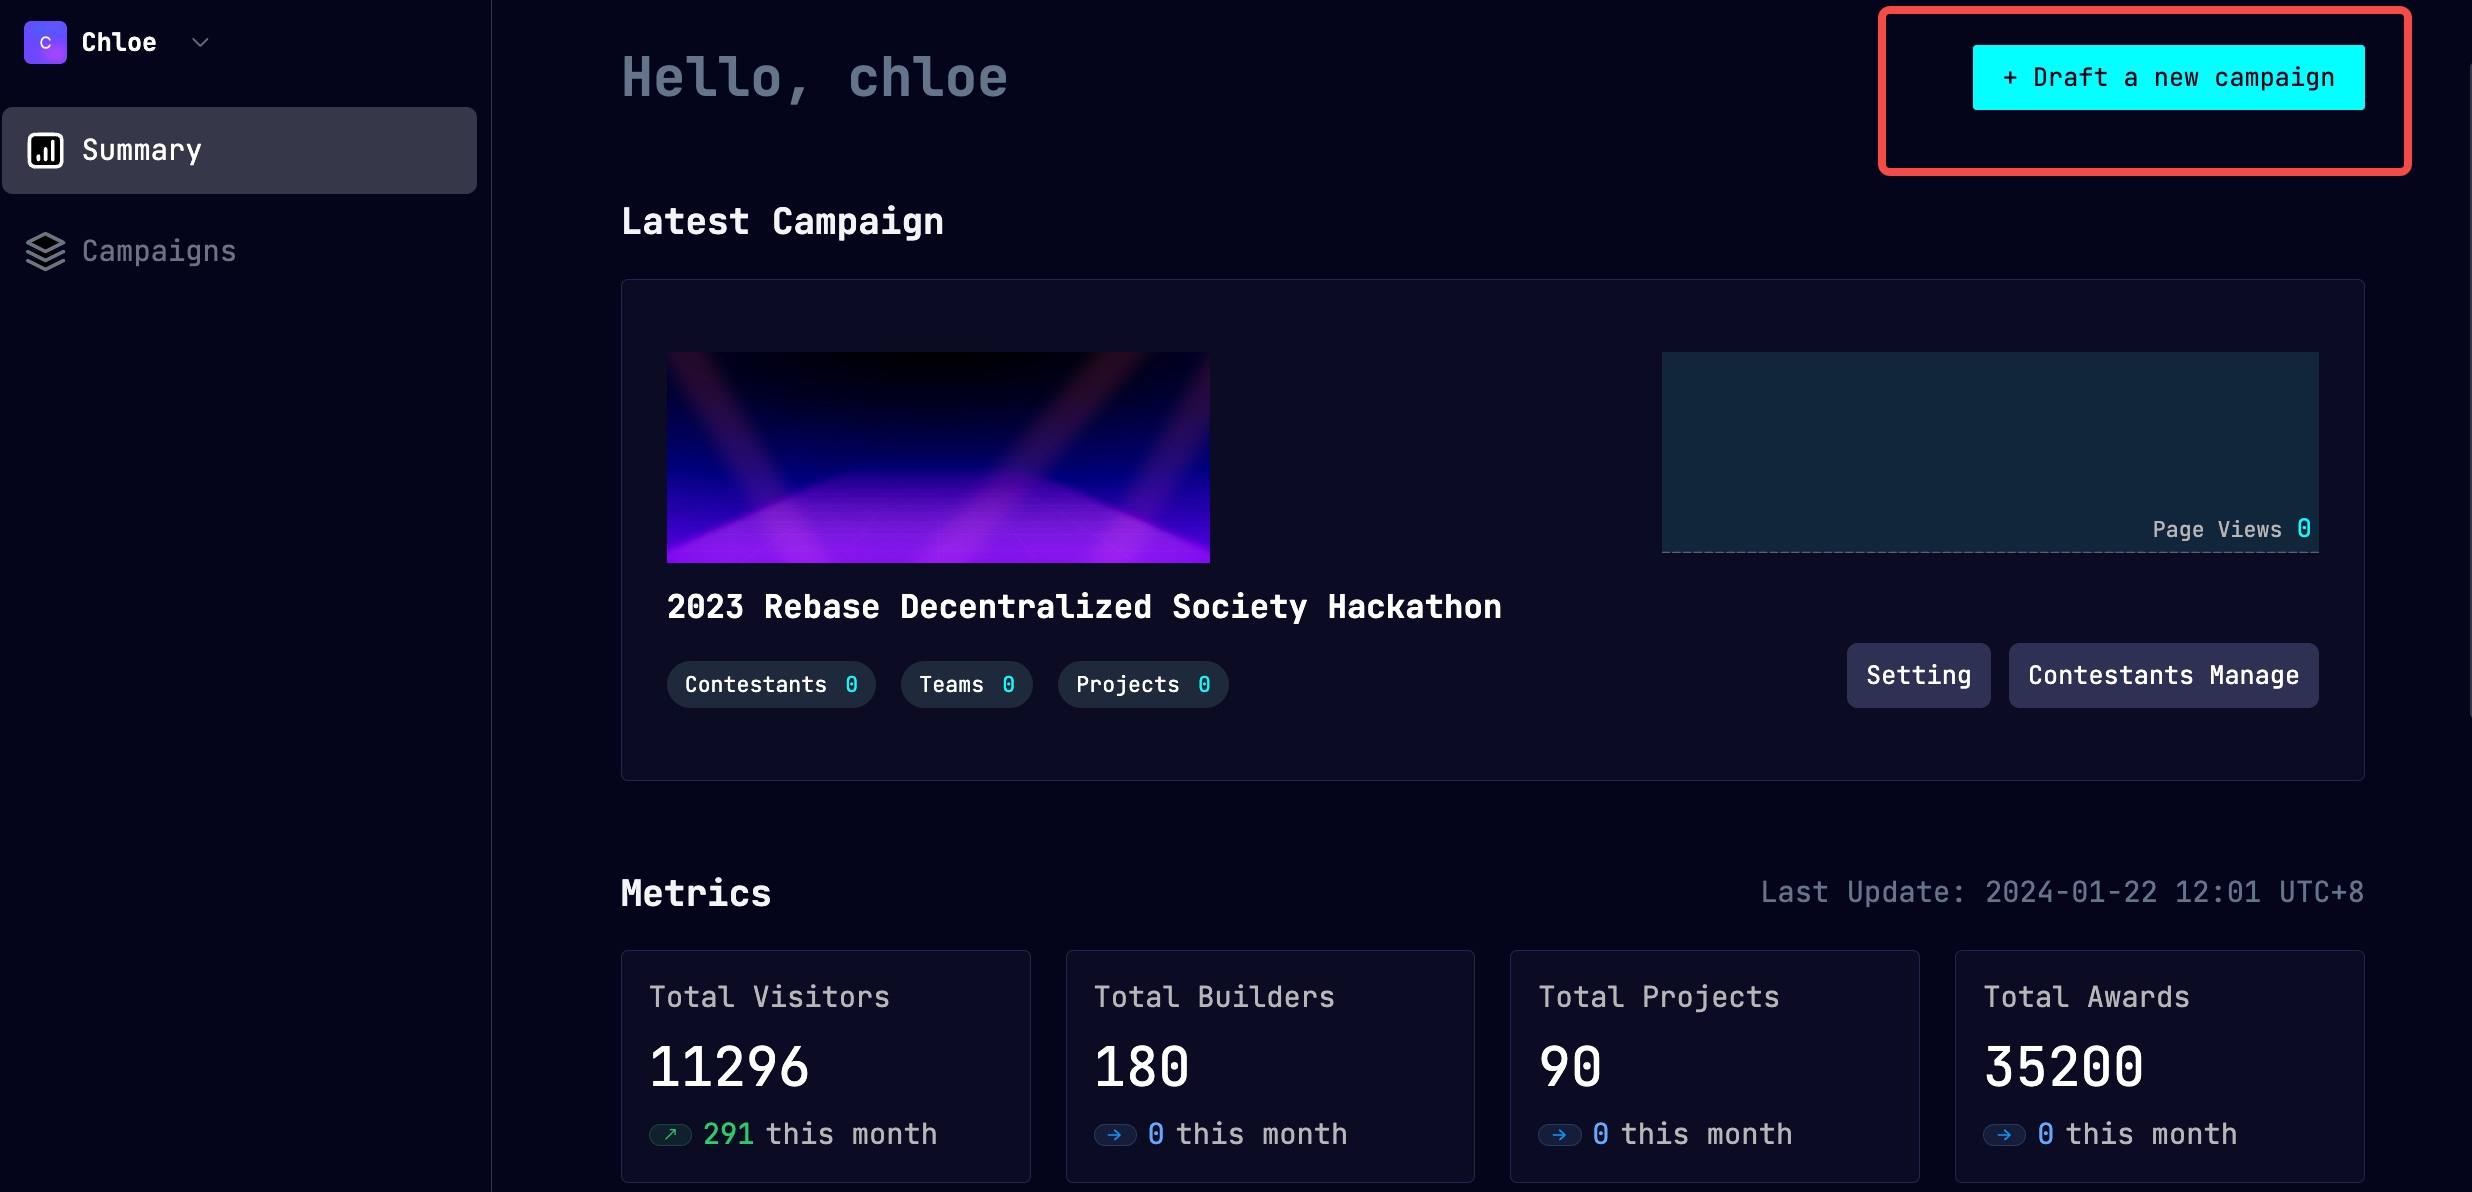 C Chloe
Summary
Campaigns
Hello, chloe
+ Draft a new campaign
Latest Campaign
Page Views 0
2023 Rebase Decentralized Society Hackathon
Contestants 0 Teams 0 Projects 0
Setting Contestants Manage
Metrics
Last Update: 2024-01-22 12:01 UTC+8
Total Visitors
11296
291 this month
Total Builders
180
0 this month
Total Projects
90
0 this month
Total Awards
35200
0 this month